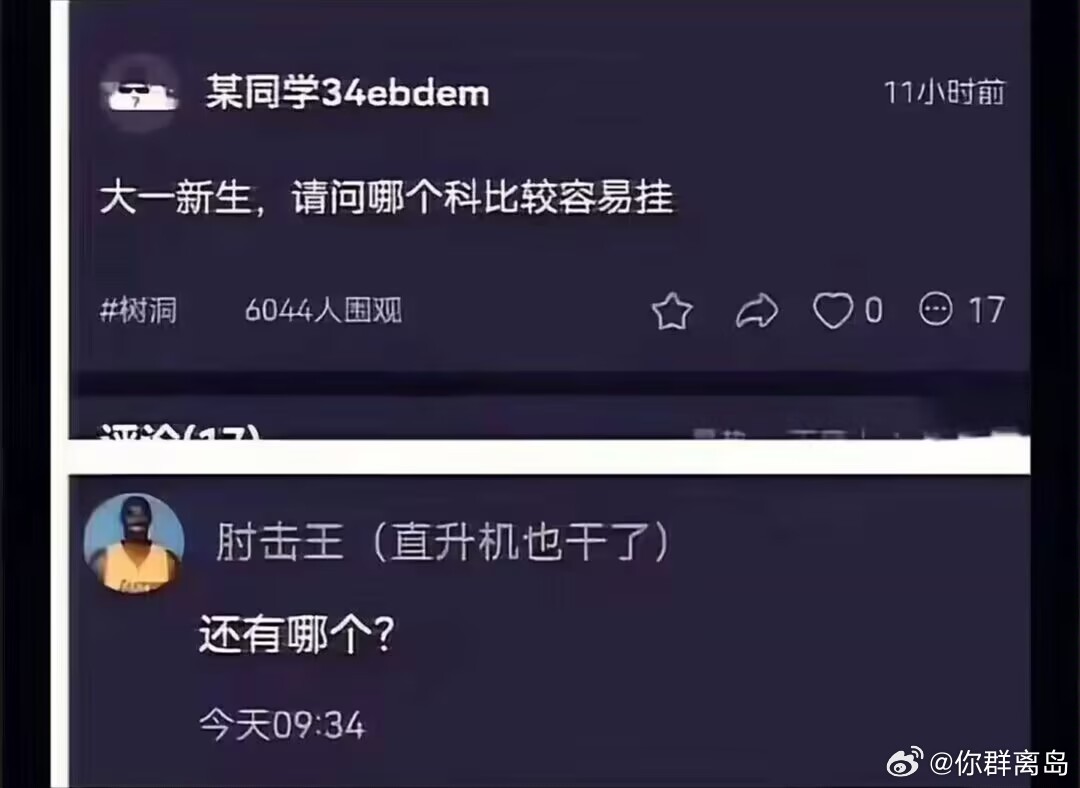 某同学34ebdem
11小时前
大一新生，请问哪个科比较容易挂
#树洞 6044人围观 0 17
评论(17)
肘击王（直升机也干了）
还有哪个？
今天09:34
@你群离岛